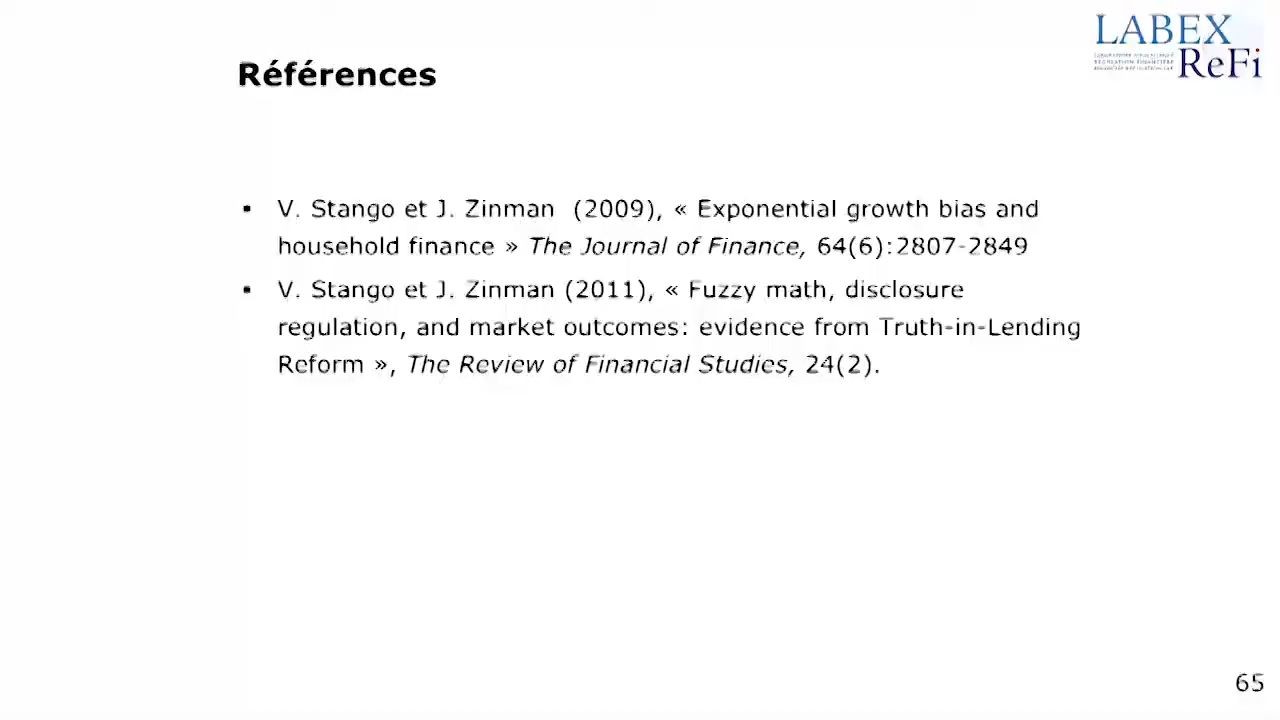 LABEX
ReFi
Références
▪ V. Stango et J. Zinman (2009), « Exponential growth bias and
household finance » The Journal of Finance, 64(6):2807-2849
▪ V. Stango et J. Zinman (2011), « Fuzzy math, disclosure
regulation, and market outcomes: evidence from Truth-in-Lending
Reform », The Review of Financial Studies, 24(2).
65